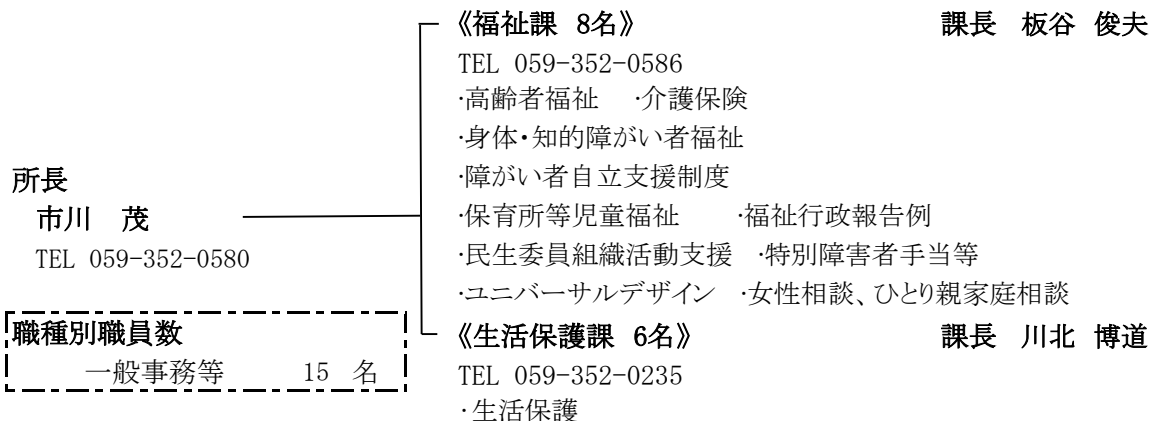 《福祉課 8名》 課長 板谷 俊夫
TEL 059-352-0586
・高齢者福祉 ・介護保険
・身体・知的障がい者福祉
・障がい者自立支援制度
・保育所等児童福祉 ・福祉行政報告例
・民生委員組織活動支援 ・特別障害者手当等
・ユニバーサルデザイン ・女性相談、ひとり親家庭相談
所長
市川 茂
TEL 059-352-0580
職種別職員数
一般事務等 15 名
《生活保護課 6名》 課長 川北 博道
TEL 059-352-0235
・生活保護